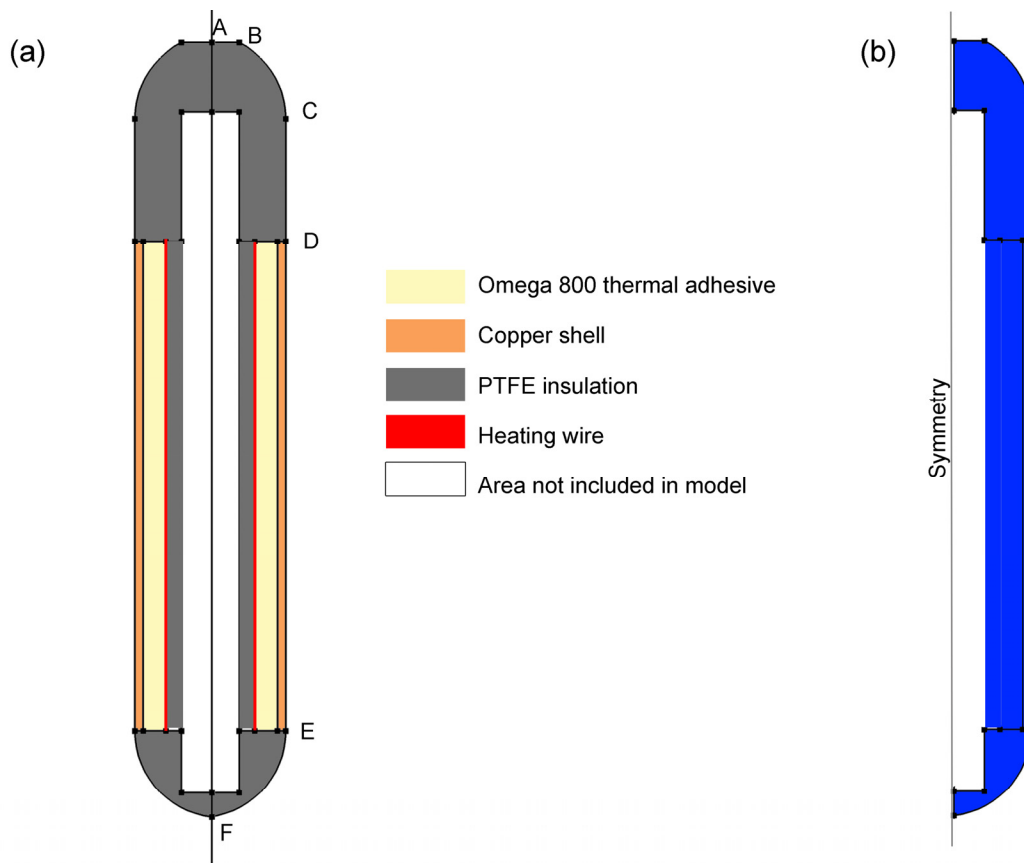 (a)
A
B
(b)
C
D
Omega 800 thermal adhesive
Copper shell
PTFE insulation
Heating wire
Area not included in model
Symmetry
E
F